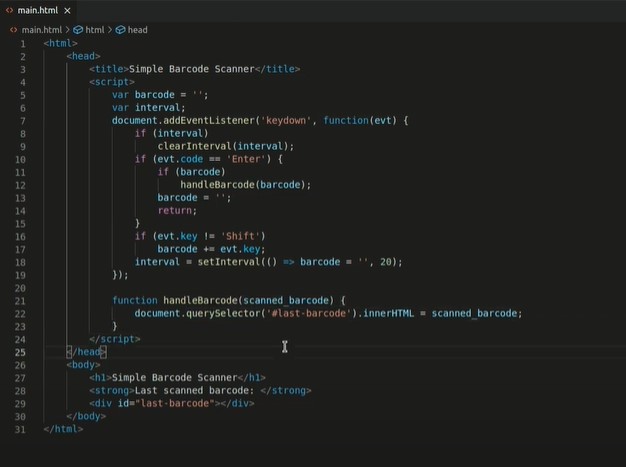 main.html ×
main.html > html > head
1 <html>
2     <head>
3         <title>Simple Barcode Scanner</title>
4         <script>
5             var barcode = '';
6             var interval;
7             document.addEventListener('keydown', function(evt) {
8                 if (interval)
9                     clearInterval(interval);
10                 if (evt.code == 'Enter') {
11                     if (barcode)
12                         handleBarcode(barcode);
13                     barcode = '';
14                     return;
15                 }
16                 if (evt.key != 'Shift')
17                     barcode += evt.key;
18                 interval = setInterval(() => barcode = '', 20);
19             });
20
21             function handleBarcode(scanned_barcode) {
22                 document.querySelector('#last-barcode').innerHTML = scanned_barcode;
23             }
24         </script>
25     </head>
26     <body>
27         <h1>Simple Barcode Scanner</h1>
28         <strong>Last scanned barcode: </strong>
29         <div id="last-barcode"></div>
30     </body>
31 </html>